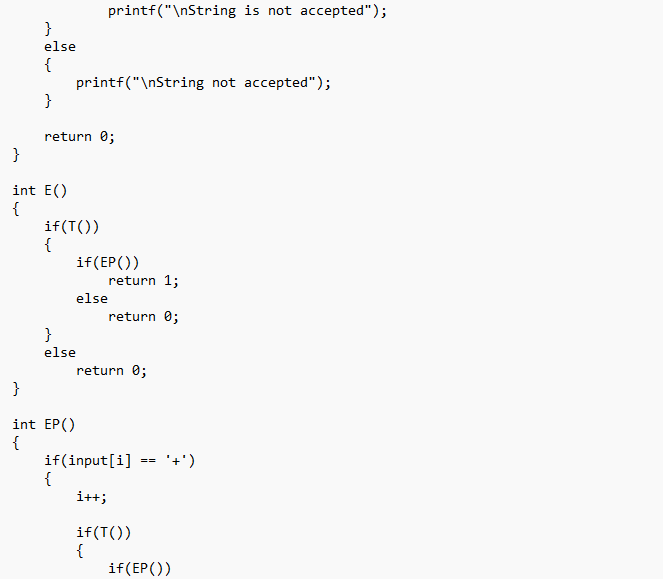 printf("\nString is not accepted");
    }
    else
    {
        printf("\nString not accepted");
    }

    return 0;
}

int E()
{
    if(T())
    {
        if(EP())
            return 1;
        else
            return 0;
    }
    else
        return 0;
}

int EP()
{
    if(input[i] == '+')
    {
        i++;

        if(T())
        {
            if(EP())